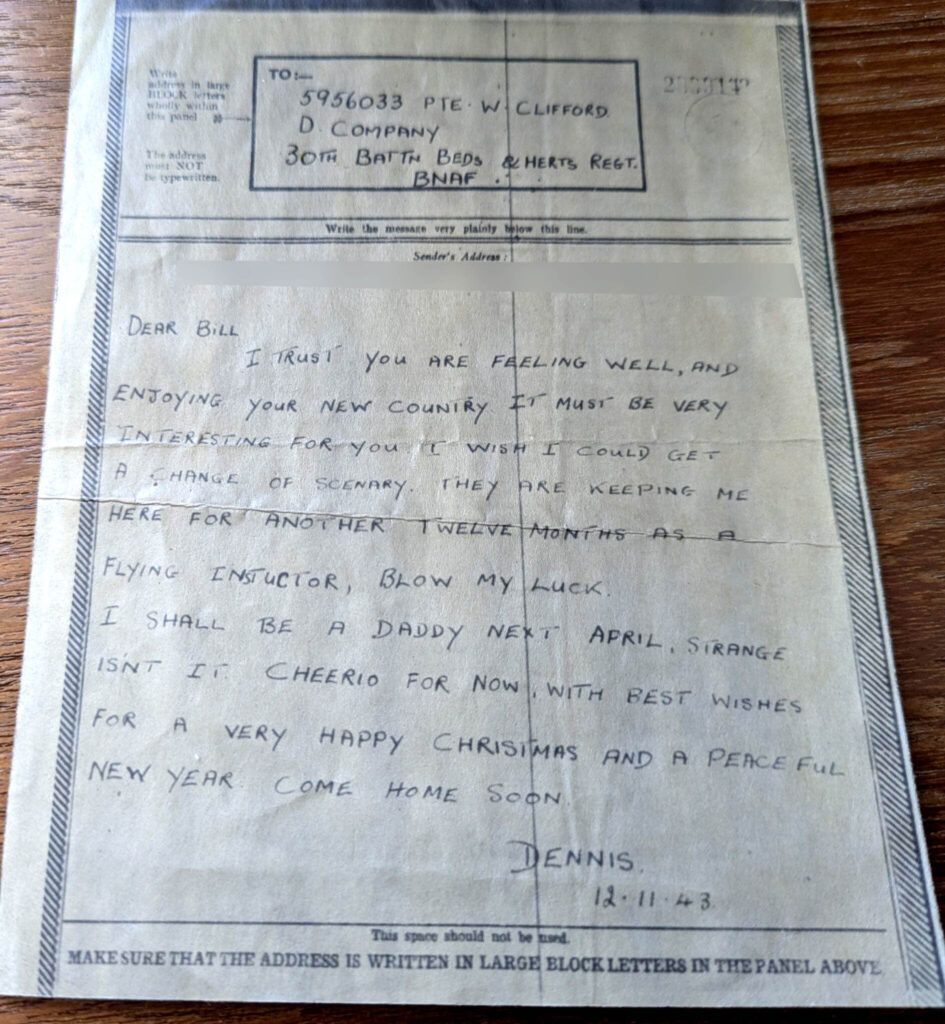 Write
address in large
BLOCK letters
wholly within
this panel
The address
must NOT
be typewritten.
TO:—
5956033 PTE. W. CLIFFORD
D COMPANY
30TH BATTN BEDS & HERTS REGT.
BNAF.
Write the message very plainly below this line.
Sender's Address:
DEAR BILL
I TRUST YOU ARE FEELING WELL, AND
ENJOYING YOUR NEW COUNTRY IT MUST BE VERY
INTERESTING FOR YOU I WISH I COULD GET
A CHANGE OF SCENARY. THEY ARE KEEPING ME
HERE FOR ANOTHER TWELVE MONTHS AS A
FLYING INSTUCTOR, BLOW MY LUCK.
I SHALL BE A DADDY NEXT APRIL, STRANGE
ISNT IT. CHEERIO FOR NOW, WITH BEST WISHES
FOR A VERY HAPPY CHRISTMAS AND A PEACEFUL
NEW YEAR. COME HOME SOON.
DENNIS.
12.11.43
This space should not be used.
MAKE SURE THAT THE ADDRESS IS WRITTEN IN LARGE BLOCK LETTERS IN THE PANEL ABOVE